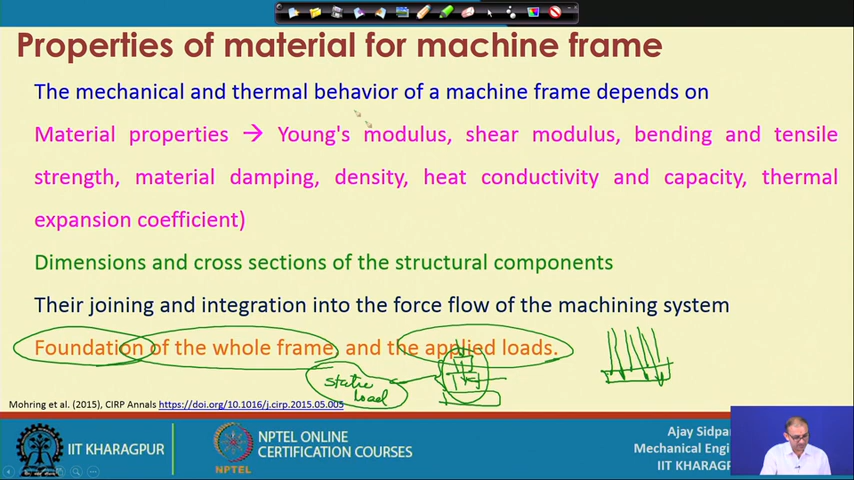 Properties of material for machine frame
The mechanical and thermal behavior of a machine frame depends on
Material properties → Young's modulus, shear modulus, bending and tensile
strength, material damping, density, heat conductivity and capacity, thermal
expansion coefficient)
Dimensions and cross sections of the structural components
Their joining and integration into the force flow of the machining system
Foundation of the whole frame, and the applied loads.
static
Load
Mohring et al. (2015), CIRP Annals https://doi.org/10.1016/j.cirp.2015.05.005
IIT KHARAGPUR
NPTEL
NPTEL ONLINE
CERTIFICATION COURSES
Ajay Sidpar
Mechanical Engi
IIT KHARAGP